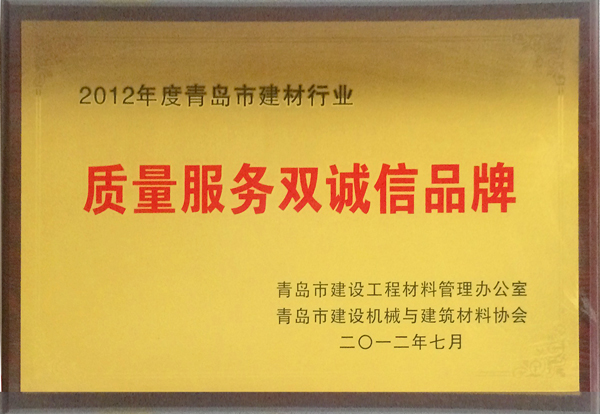 2012年度青岛市建材行业
质量服务双诚信品牌
青岛市建设工程材料管理办公室
青岛市建设机械与建筑材料协会
二〇一二年七月